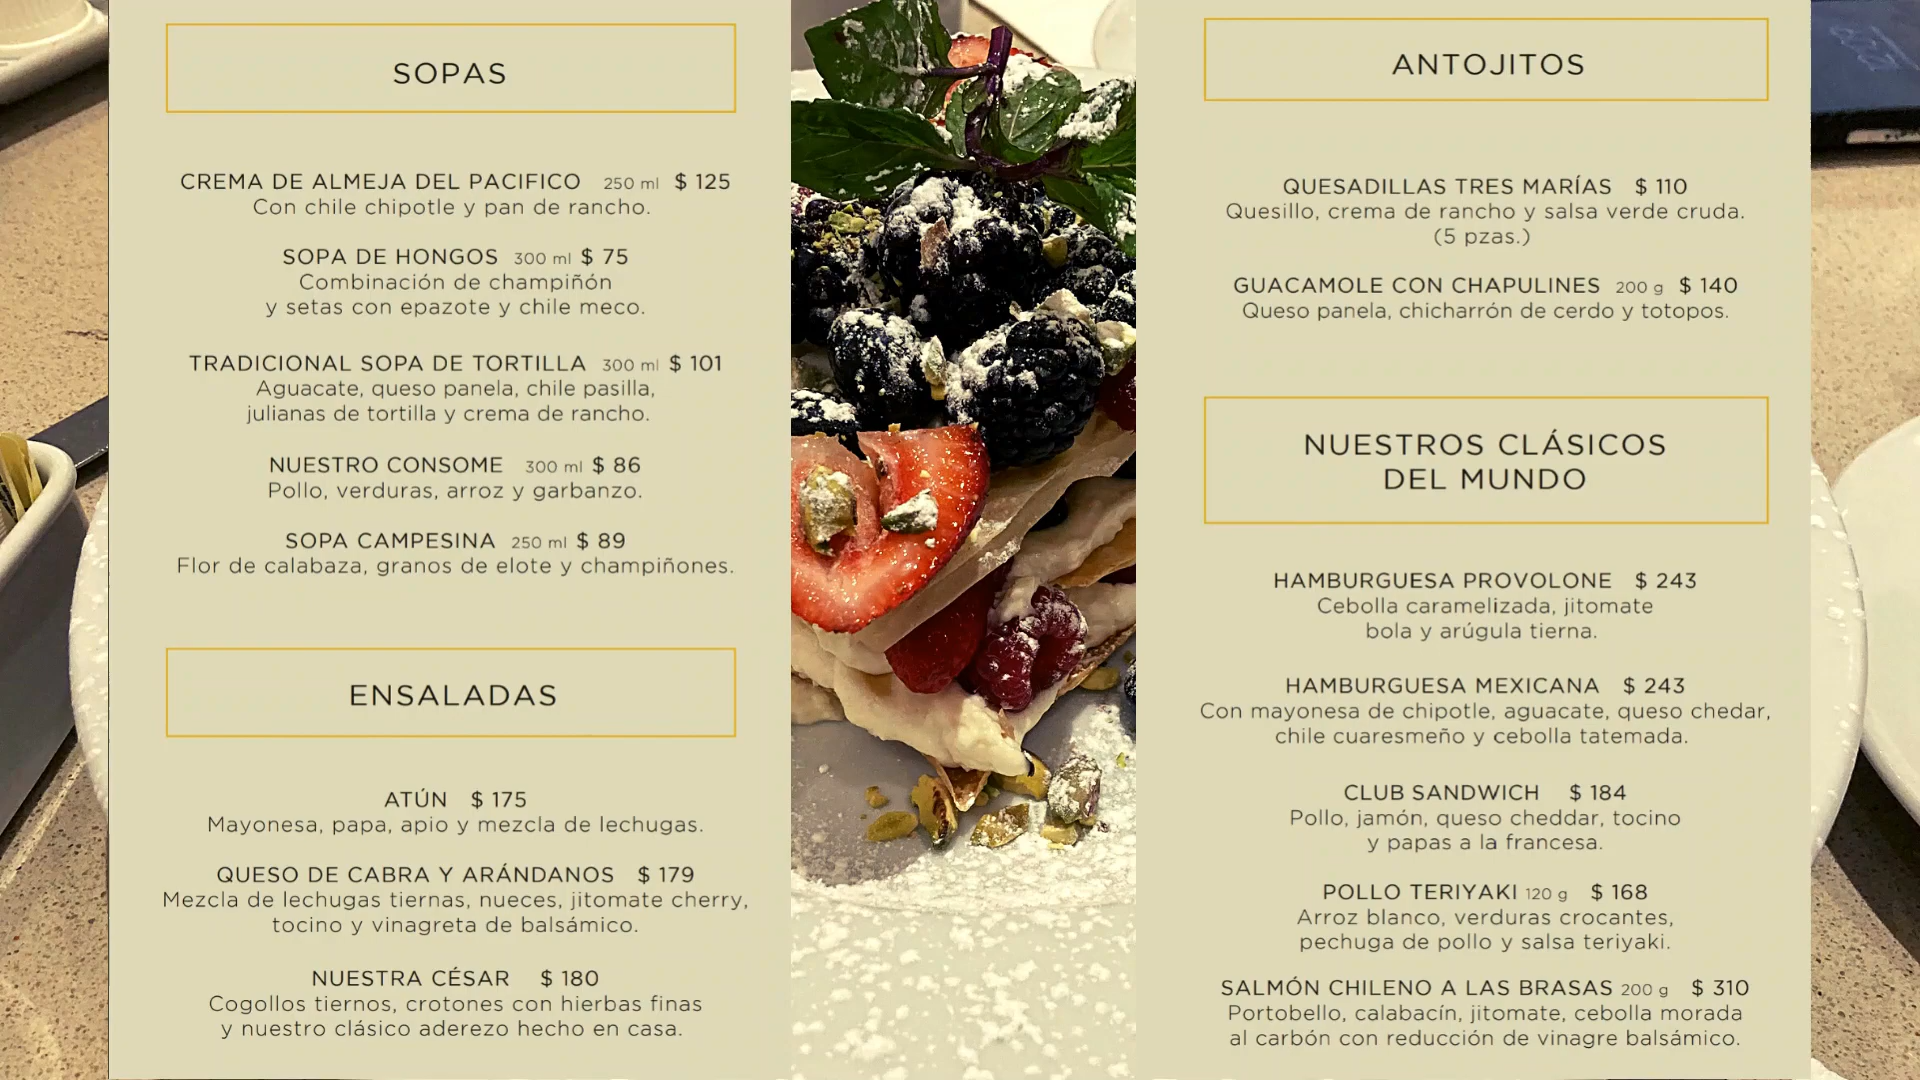 SOPAS
CREMA DE ALMEJA DEL PACIFICO 250 ml $ 125
Con chile chipotle y pan de rancho.
SOPA DE HONGOS 300 ml $ 75
Combinación de champiñón
y setas con epazote y chile meco.
TRADICIONAL SOPA DE TORTILLA 300 ml $ 101
Aguacate, queso panela, chile pasilla,
julianas de tortilla y crema de rancho.
NUESTRO CONSOME 300 ml $ 86
Pollo, verduras, arroz y garbanzo.
SOPA CAMPESINA 250 ml $ 89
Flor de calabaza, granos de elote y champiñones.
ENSALADAS
ATÚN $ 175
Mayonesa, papa, apio y mezcla de lechugas.
QUESO DE CABRA Y ARÁNDANOS $ 179
Mezcla de lechugas tiernas, nueces, jitomate cherry,
tocino y vinagreta de balsámico.
NUESTRA CÉSAR $ 180
Cogollos tiernos, crotones con hierbas finas
y nuestro clásico aderezo hecho en casa.
ANTOJITOS
QUESADILLAS TRES MARÍAS $ 110
Quesillo, crema de rancho y salsa verde cruda.
(5 pzas.)
GUACAMOLE CON CHAPULINES 200 g $ 140
Queso panela, chicharrón de cerdo y totopos.
NUESTROS CLÁSICOS
DEL MUNDO
HAMBURGUESA PROVOLONE $ 243
Cebolla caramelizada, jitomate
bola y arúgula tierna.
HAMBURGUESA MEXICANA $ 243
Con mayonesa de chipotle, aguacate, queso chedar,
chile cuaresmeño y cebolla tatemada.
CLUB SANDWICH $ 184
Pollo, jamón, queso cheddar, tocino
y papas a la francesa.
POLLO TERIYAKI 120 g $ 168
Arroz blanco, verduras crocantes,
pechuga de pollo y salsa teriyaki.
SALMÓN CHILENO A LAS BRASAS 200 g $ 310
Portobello, calabacín, jitomate, cebolla morada
al carbón con reducción de vinagre balsámico.